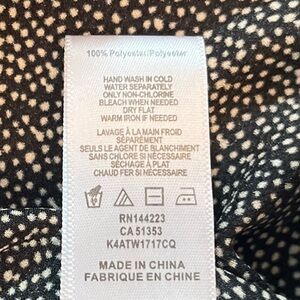 100% Polyester/Polyester
HAND WASH IN COLD
WATER SEPARATELY
ONLY NON-CHLORINE
BLEACH WHEN NEEDED
DRY FLAT
WARM IRON IF NEEDED
LAVAGE À LA MAIN FROID
SÉPARÉMENT
SEULS LE AGENT DE BLANCHIMENT
SANS CHLORE SI NÉCESSAIRE
SÉCHAGE À PLAT
CHAUD FER SI NÉCESSAIRE
RN144223
CA 51353
K4ATW1717CQ
MADE IN CHINA
FABRIQUE EN CHINE